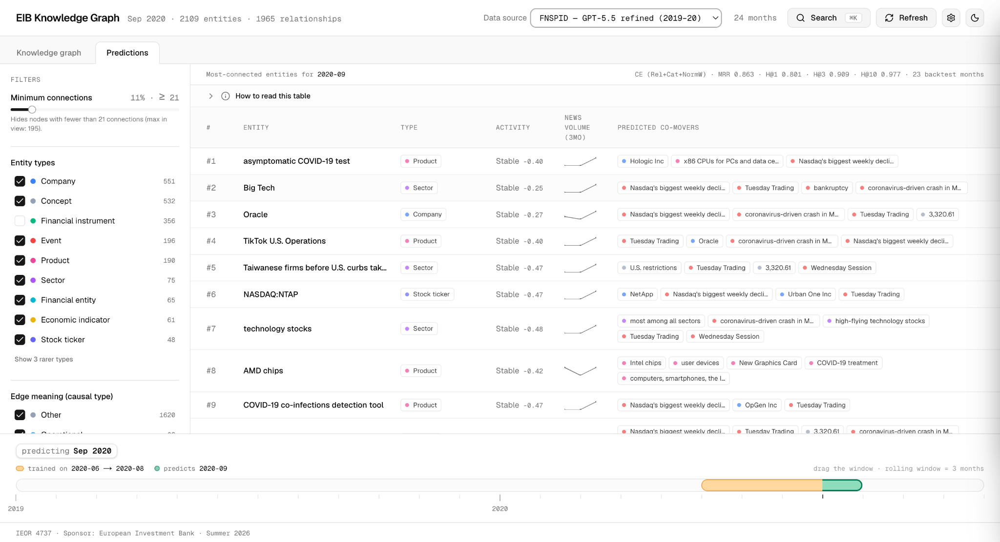 EIB Knowledge Graph Sep 2020 · 2109 entities · 1965 relationships Data source FNSPID — GPT-5.5 refined (2019-20) 24 months Search ⌘K Refresh
Knowledge graph Predictions
FILTERS
Minimum connections 11% · ≥ 21
Hides nodes with fewer than 21 connections (max in
view: 195).
Entity types
Company 551
Concept 532
Financial instrument 356
Event 196
Product 190
Sector 75
Financial entity 65
Economic indicator 61
Stock ticker 48
Show 3 rarer types
Edge meaning (causal type)
Other 1620
Most-connected entities for 2020-09 CE (Rel+Cat+NormW) · MRR 0.863 · H@1 0.801 · H@3 0.909 · H@10 0.977 · 23 backtest months
How to read this table
# ENTITY TYPE ACTIVITY NEWS VOLUME (3MO) PREDICTED CO-MOVERS
#1 asymptomatic COVID-19 test Product Stable -0.40 Hologic Inc x86 CPUs for PCs and data ce… Nasdaq's biggest weekly decli…
#2 Big Tech Sector Stable -0.25 Nasdaq's biggest weekly decli… Tuesday Trading bankruptcy coronavirus-driven crash in M…
#3 Oracle Company Stable -0.27 Nasdaq's biggest weekly decli… coronavirus-driven crash in M… Tuesday Trading 3,320.61
#4 TikTok U.S. Operations Product Stable -0.40 Tuesday Trading Oracle coronavirus-driven crash in M… Nasdaq's biggest weekly decli…
#5 Taiwanese firms before U.S. curbs tak… Sector Stable -0.47 U.S. restrictions Tuesday Trading 3,320.61 Wednesday Session
#6 NASDAQ:NTAP Stock ticker Stable -0.47 NetApp Nasdaq's biggest weekly decli… Urban One Inc Tuesday Trading
#7 technology stocks Sector Stable -0.48 most among all sectors coronavirus-driven crash in M… high-flying technology stocks
Tuesday Trading Wednesday Session
#8 AMD chips Product Stable -0.42 Intel chips user devices New Graphics Card COVID-19 treatment
computers, smartphones, the I…
#9 COVID-19 co-infections detection tool Product Stable -0.47 Nasdaq's biggest weekly decli… OpGen Inc Tuesday Trading
Nasdaq's biggest weekly decli… Tuesday Trading 3,320.61 coronavirus-driven crash in M…
predicting Sep 2020
trained on 2020-06 → 2020-08 predicts 2020-09 drag the window · rolling window = 3 months
2019 2020
IEOR 4737 · Sponsor: European Investment Bank · Summer 2026